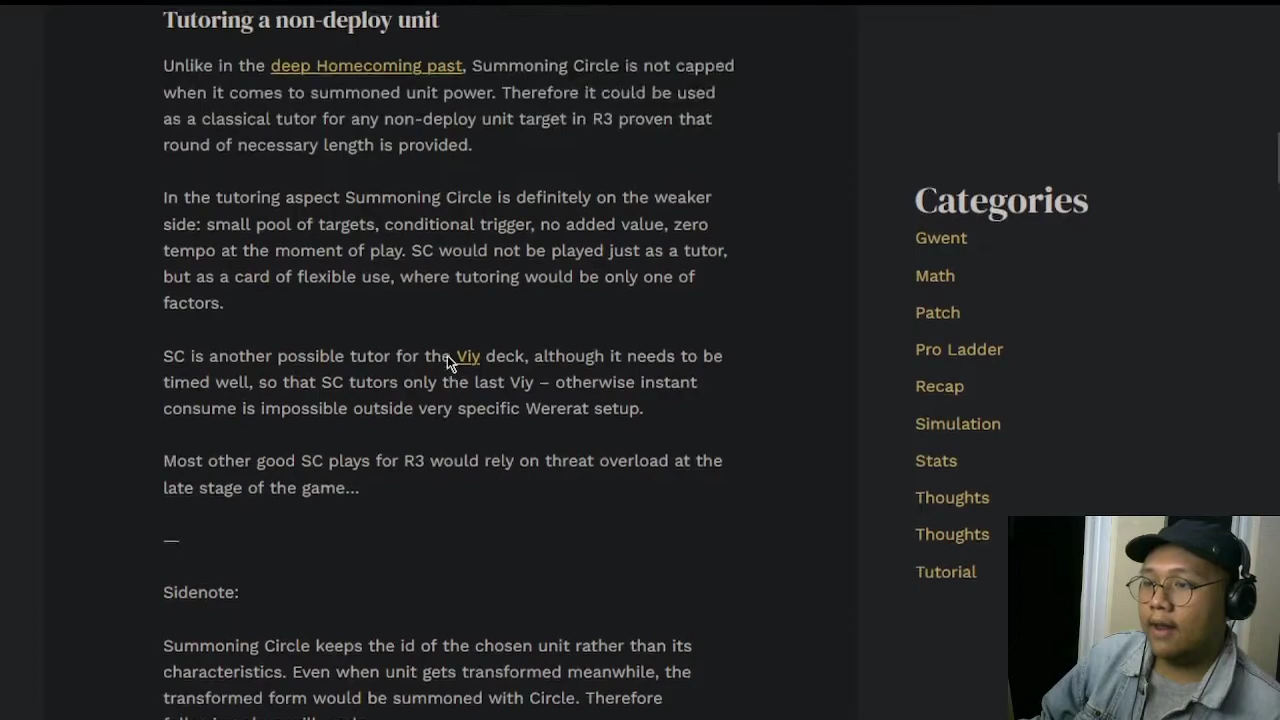 Tutoring a non-deploy unit
Unlike in the deep Homecoming past, Summoning Circle is not capped
when it comes to summoned unit power. Therefore it could be used
as a classical tutor for any non-deploy unit target in R3 proven that
round of necessary length is provided.
In the tutoring aspect Summoning Circle is definitely on the weaker
side: small pool of targets, conditional trigger, no added value, zero
tempo at the moment of play. SC would not be played just as a tutor,
but as a card of flexible use, where tutoring would be only one of
factors.
SC is another possible tutor for the Viy deck, although it needs to be
timed well, so that SC tutors only the last Viy – otherwise instant
consume is impossible outside very specific Wererat setup.
Most other good SC plays for R3 would rely on threat overload at the
late stage of the game...
—
Sidenote:
Summoning Circle keeps the id of the chosen unit rather than its
characteristics. Even when unit gets transformed meanwhile, the
transformed form would be summoned with Circle. Therefore
Categories
Gwent
Math
Patch
Pro Ladder
Recap
Simulation
Stats
Thoughts
Thoughts
Tutorial